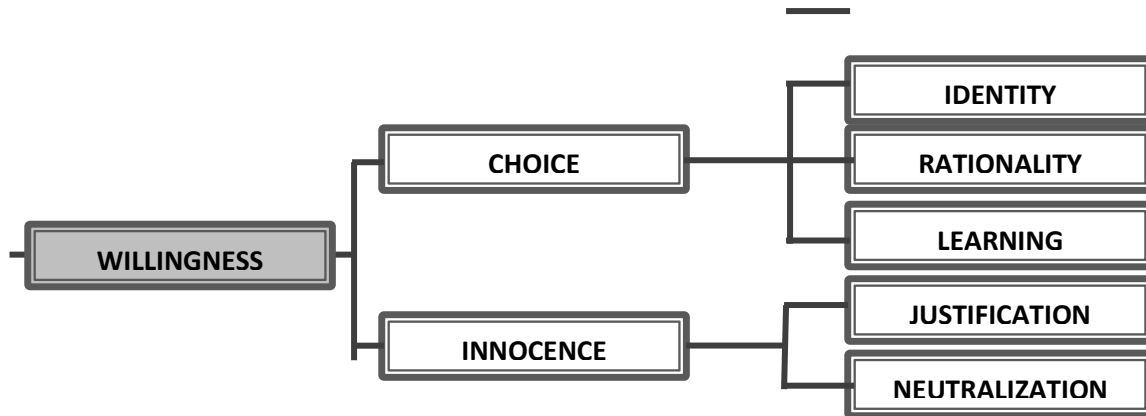 IDENTITY
CHOICE
RATIONALITY
WILLINGNESS
LEARNING
JUSTIFICATION
INNOCENCE
NEUTRALIZATION